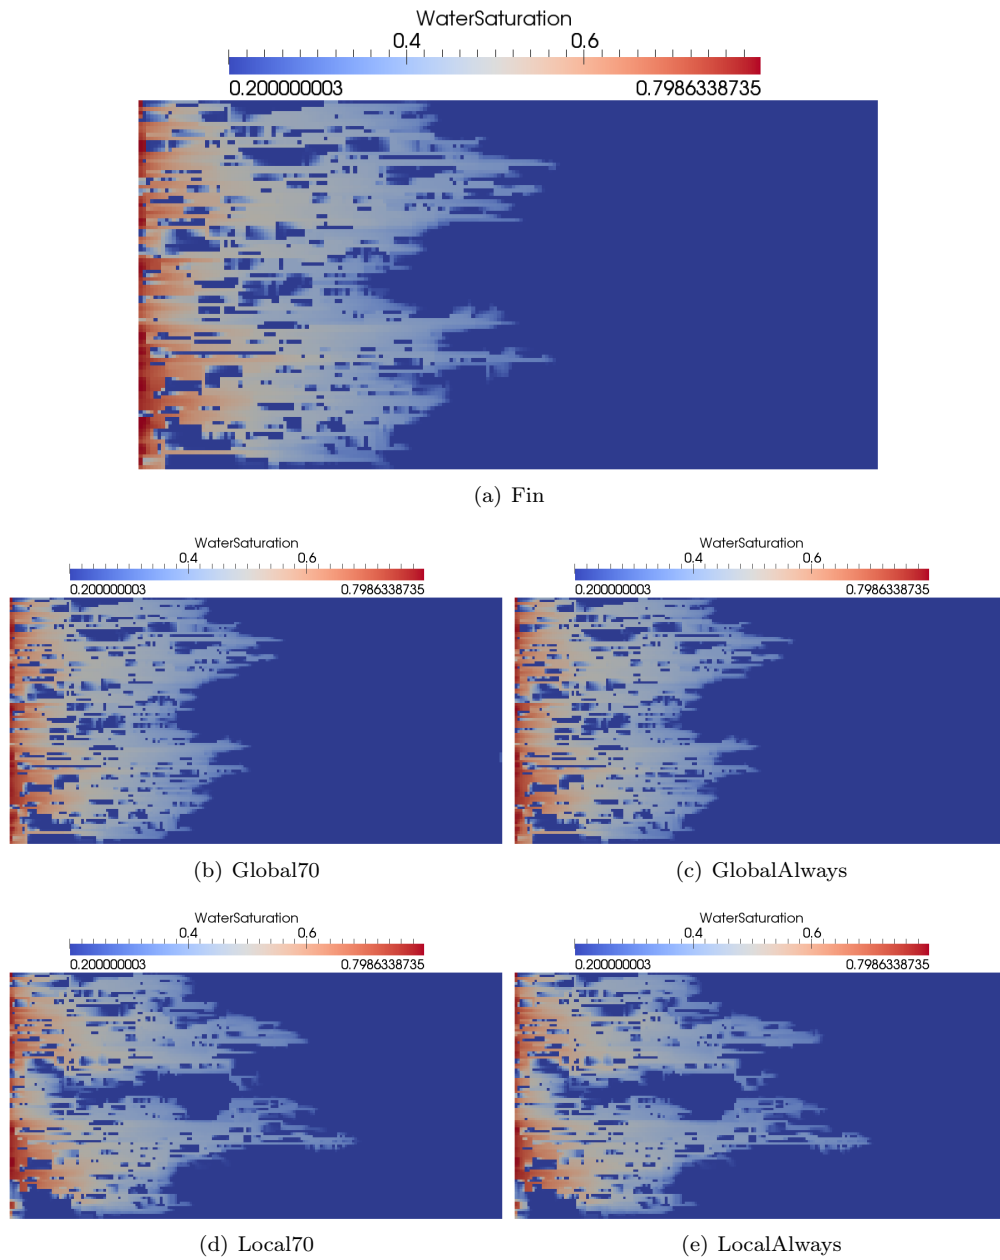 WaterSaturation
0.4 0.6
0.200000003 0.7986338735
(a) Fin
WaterSaturation WaterSaturation
0.4 0.6 0.4 0.6
0.200000003 0.7986338735 0.200000003 0.7986338735
(b) Global70 (c) GlobalAlways
WaterSaturation WaterSaturation
0.4 0.6 0.4 0.6
0.200000003 0.7986338735 0.200000003 0.7986338735
(d) Local70 (e) LocalAlways